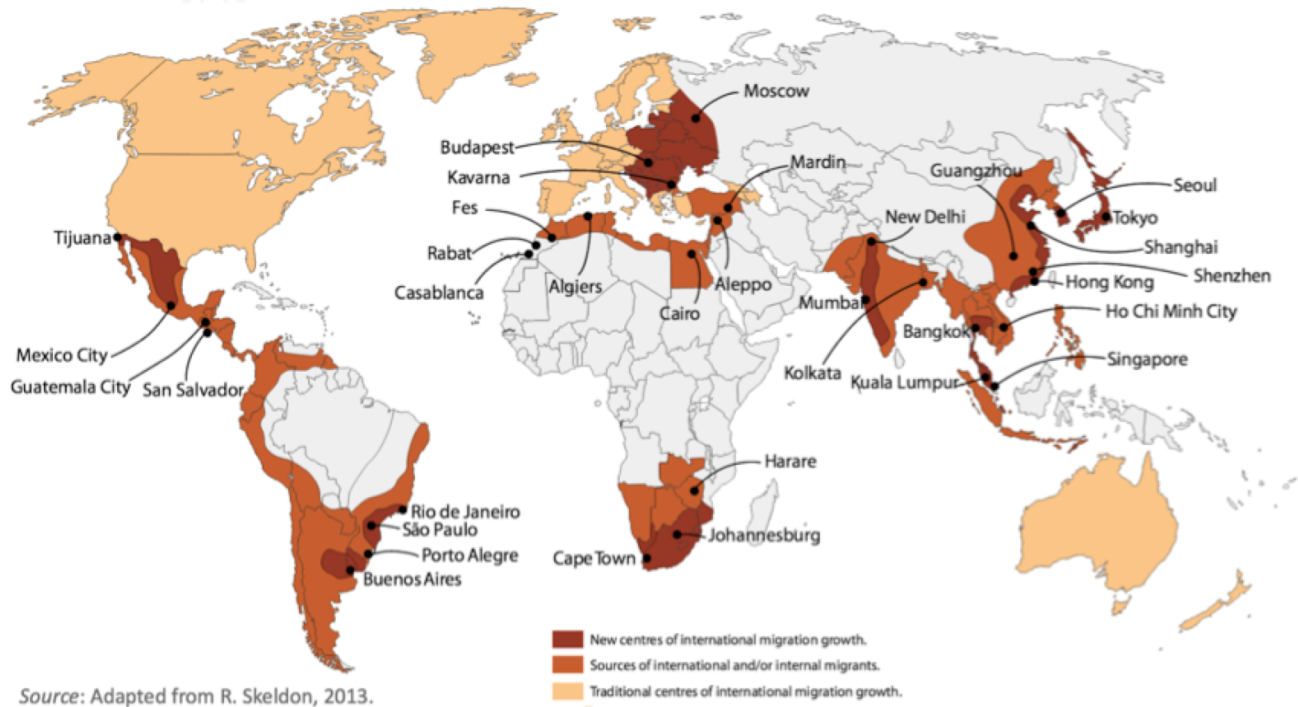 Moscow
Budapest
Mardin
Kavarna
Guangzhou
Fes
New Delhi
Seoul
Tijuana
Tokyo
Rabat
Shanghai
Casablanca
Algiers
Aleppo
Shenzhen
Hong Kong
Cairo
Mumbai
Bangkok
Ho Chi Minh City
Mexico City
Guatemala City
San Salvador
Kolkata
Kuala Lumpur
Singapore
Harare
Rio de Janeiro
São Paulo
Johannesburg
Porto Alegre
Cape Town
Buenos Aires
New centres of international migration growth.
Sources of international and/or internal migrants.
Traditional centres of international migration growth.
Source: Adapted from R. Skeldon, 2013.